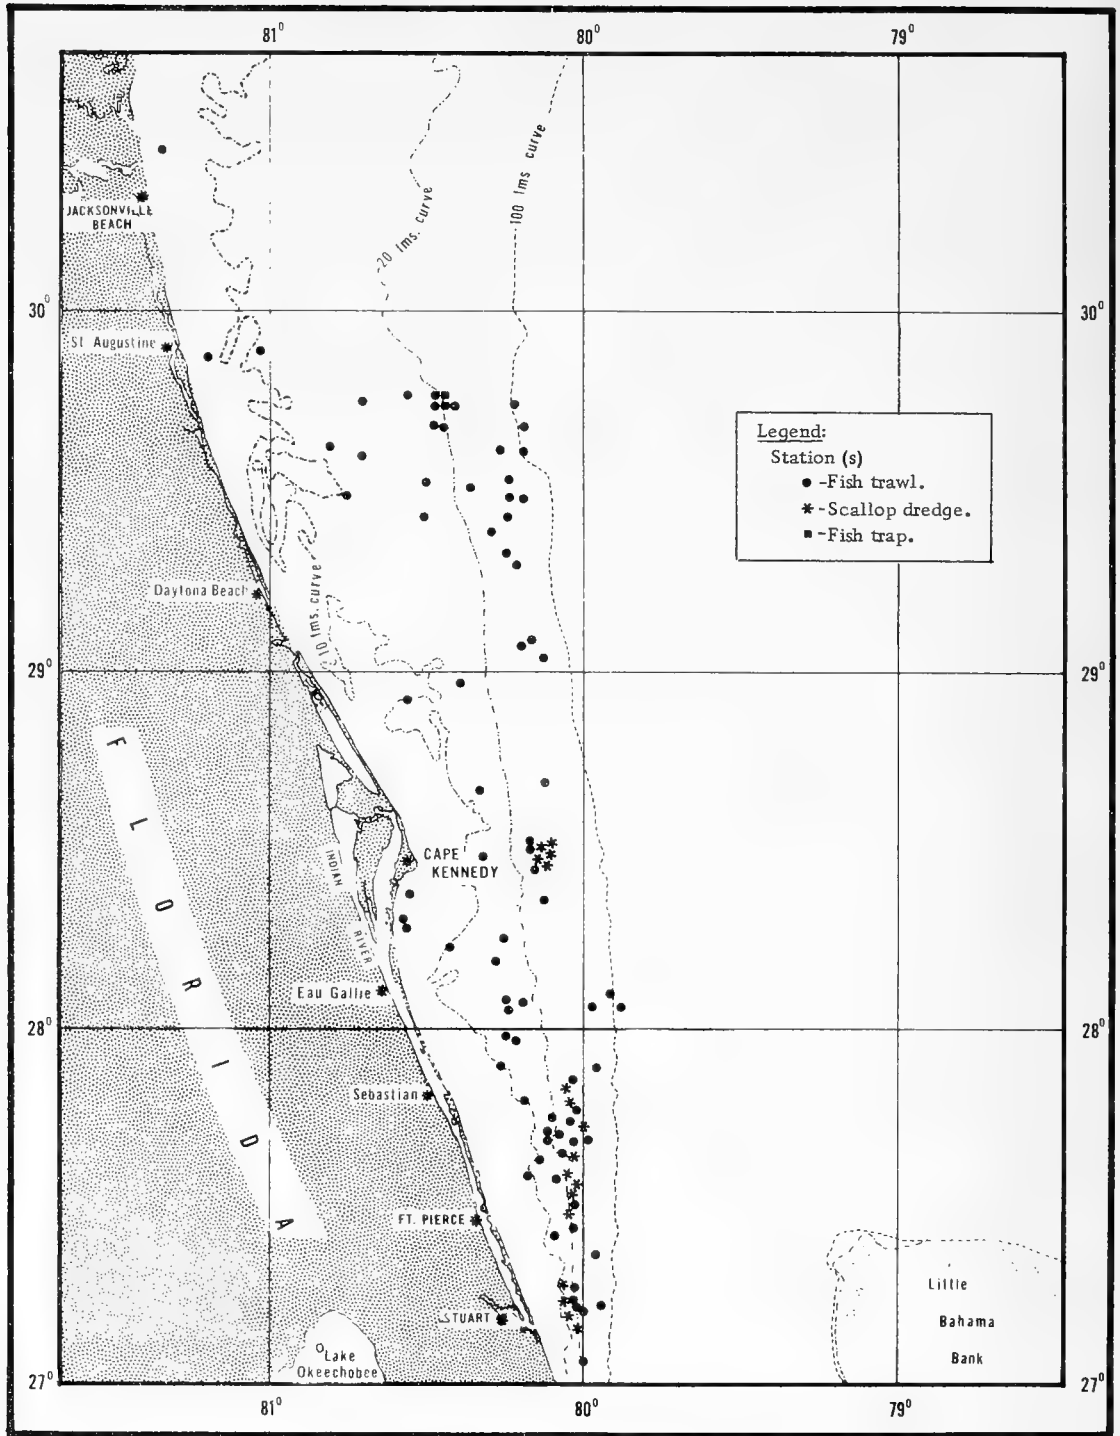 81° 80° 79°
100 fms. curve
20 fms. curve
JACKSONVILLE
BEACH
30° 30°
St Augustine
Legend:
Station (s)
● -Fish trawl.
* -Scallop dredge.
■ -Fish trap.
Daytona Beach
10 fms. curve
29° 29°
FLORIDA
CAPE
KENNEDY
INDIAN
RIVER
Eau Gallie
28° 28°
Sebastian
FT. PIERCE
Little
Bahama
Bank
STUART
Lake
Okeechobee
27° 27°
81° 80° 79°